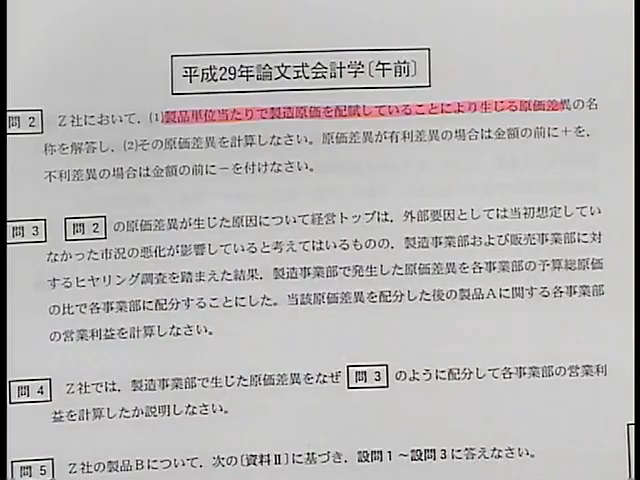 平成29年論文式会計学〔午前〕
問 2 Z社において，(1)製品単位当たりで製造原価を配賦していることにより生じる原価差異の名
称を解答し，(2)その原価差異を計算しなさい。原価差異が有利差異の場合は金額の前に＋を，
不利差異の場合は金額の前に－を付けなさい。
問 3 問 2 の原価差異が生じた原因について経営トップは，外部要因としては当初想定してい
なかった市況の悪化が影響していると考えてはいるものの，製造事業部および販売事業部に対
するヒヤリング調査を踏まえた結果，製造事業部で発生した原価差異を各事業部の予算総原価
の比で各事業部に配分することにした。当該原価差異を配分した後の製品Aに関する各事業部
の営業利益を計算しなさい。
問 4 Z社では，製造事業部で生じた原価差異をなぜ 問 3 のように配分して各事業部の営業利
益を計算したか説明しなさい。
問 5 Z社の製品Bについて，次の〔資料Ⅱ〕に基づき，設問1～設問3に答えなさい。